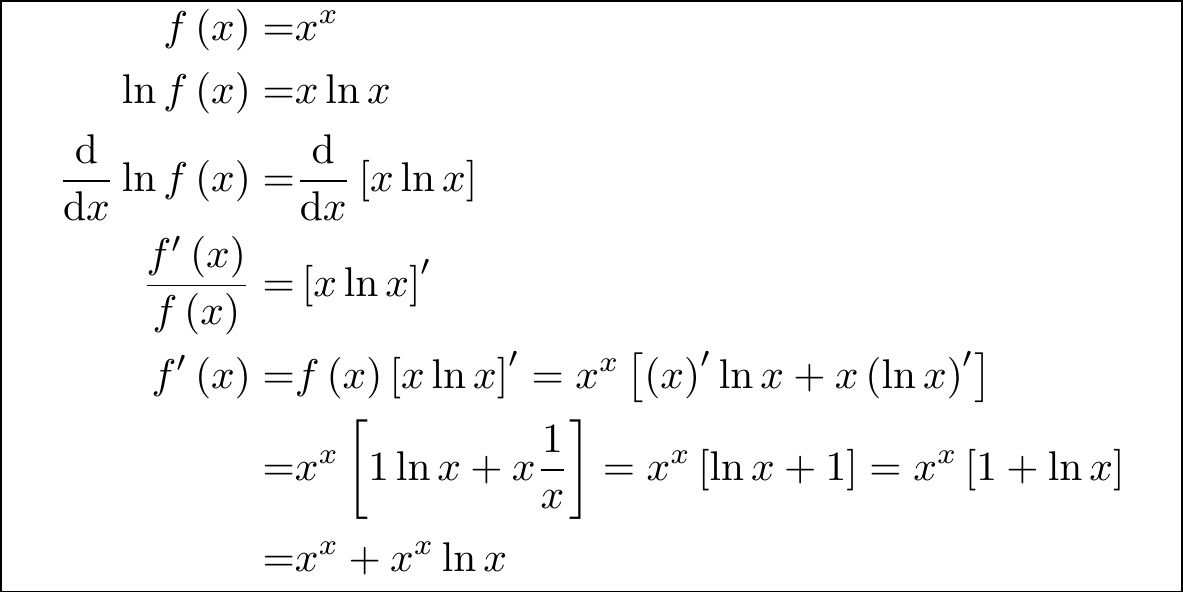 f (x) =x^x
ln f (x) =x ln x
d/dx ln f (x) =d/dx [x ln x]
f′ (x)/f (x) = [x ln x]′
f′ (x) =f (x) [x ln x]′ = x^x [(x)′ ln x + x (ln x)′]
=x^x [1 ln x + x 1/x] = x^x [ln x + 1] = x^x [1 + ln x]
=x^x + x^x ln x